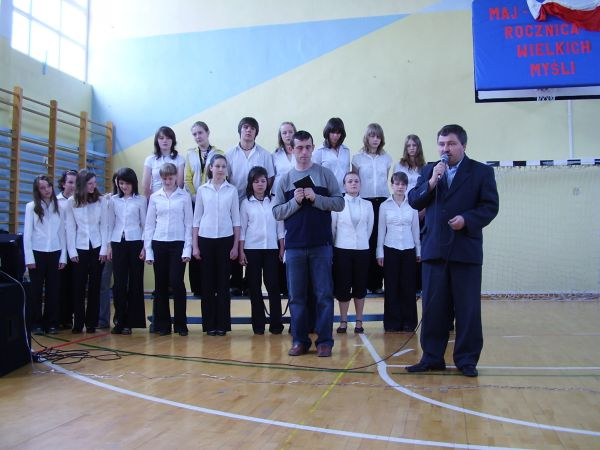 MAJ -
ROCZNICA
WIELKICH
MYŚLI